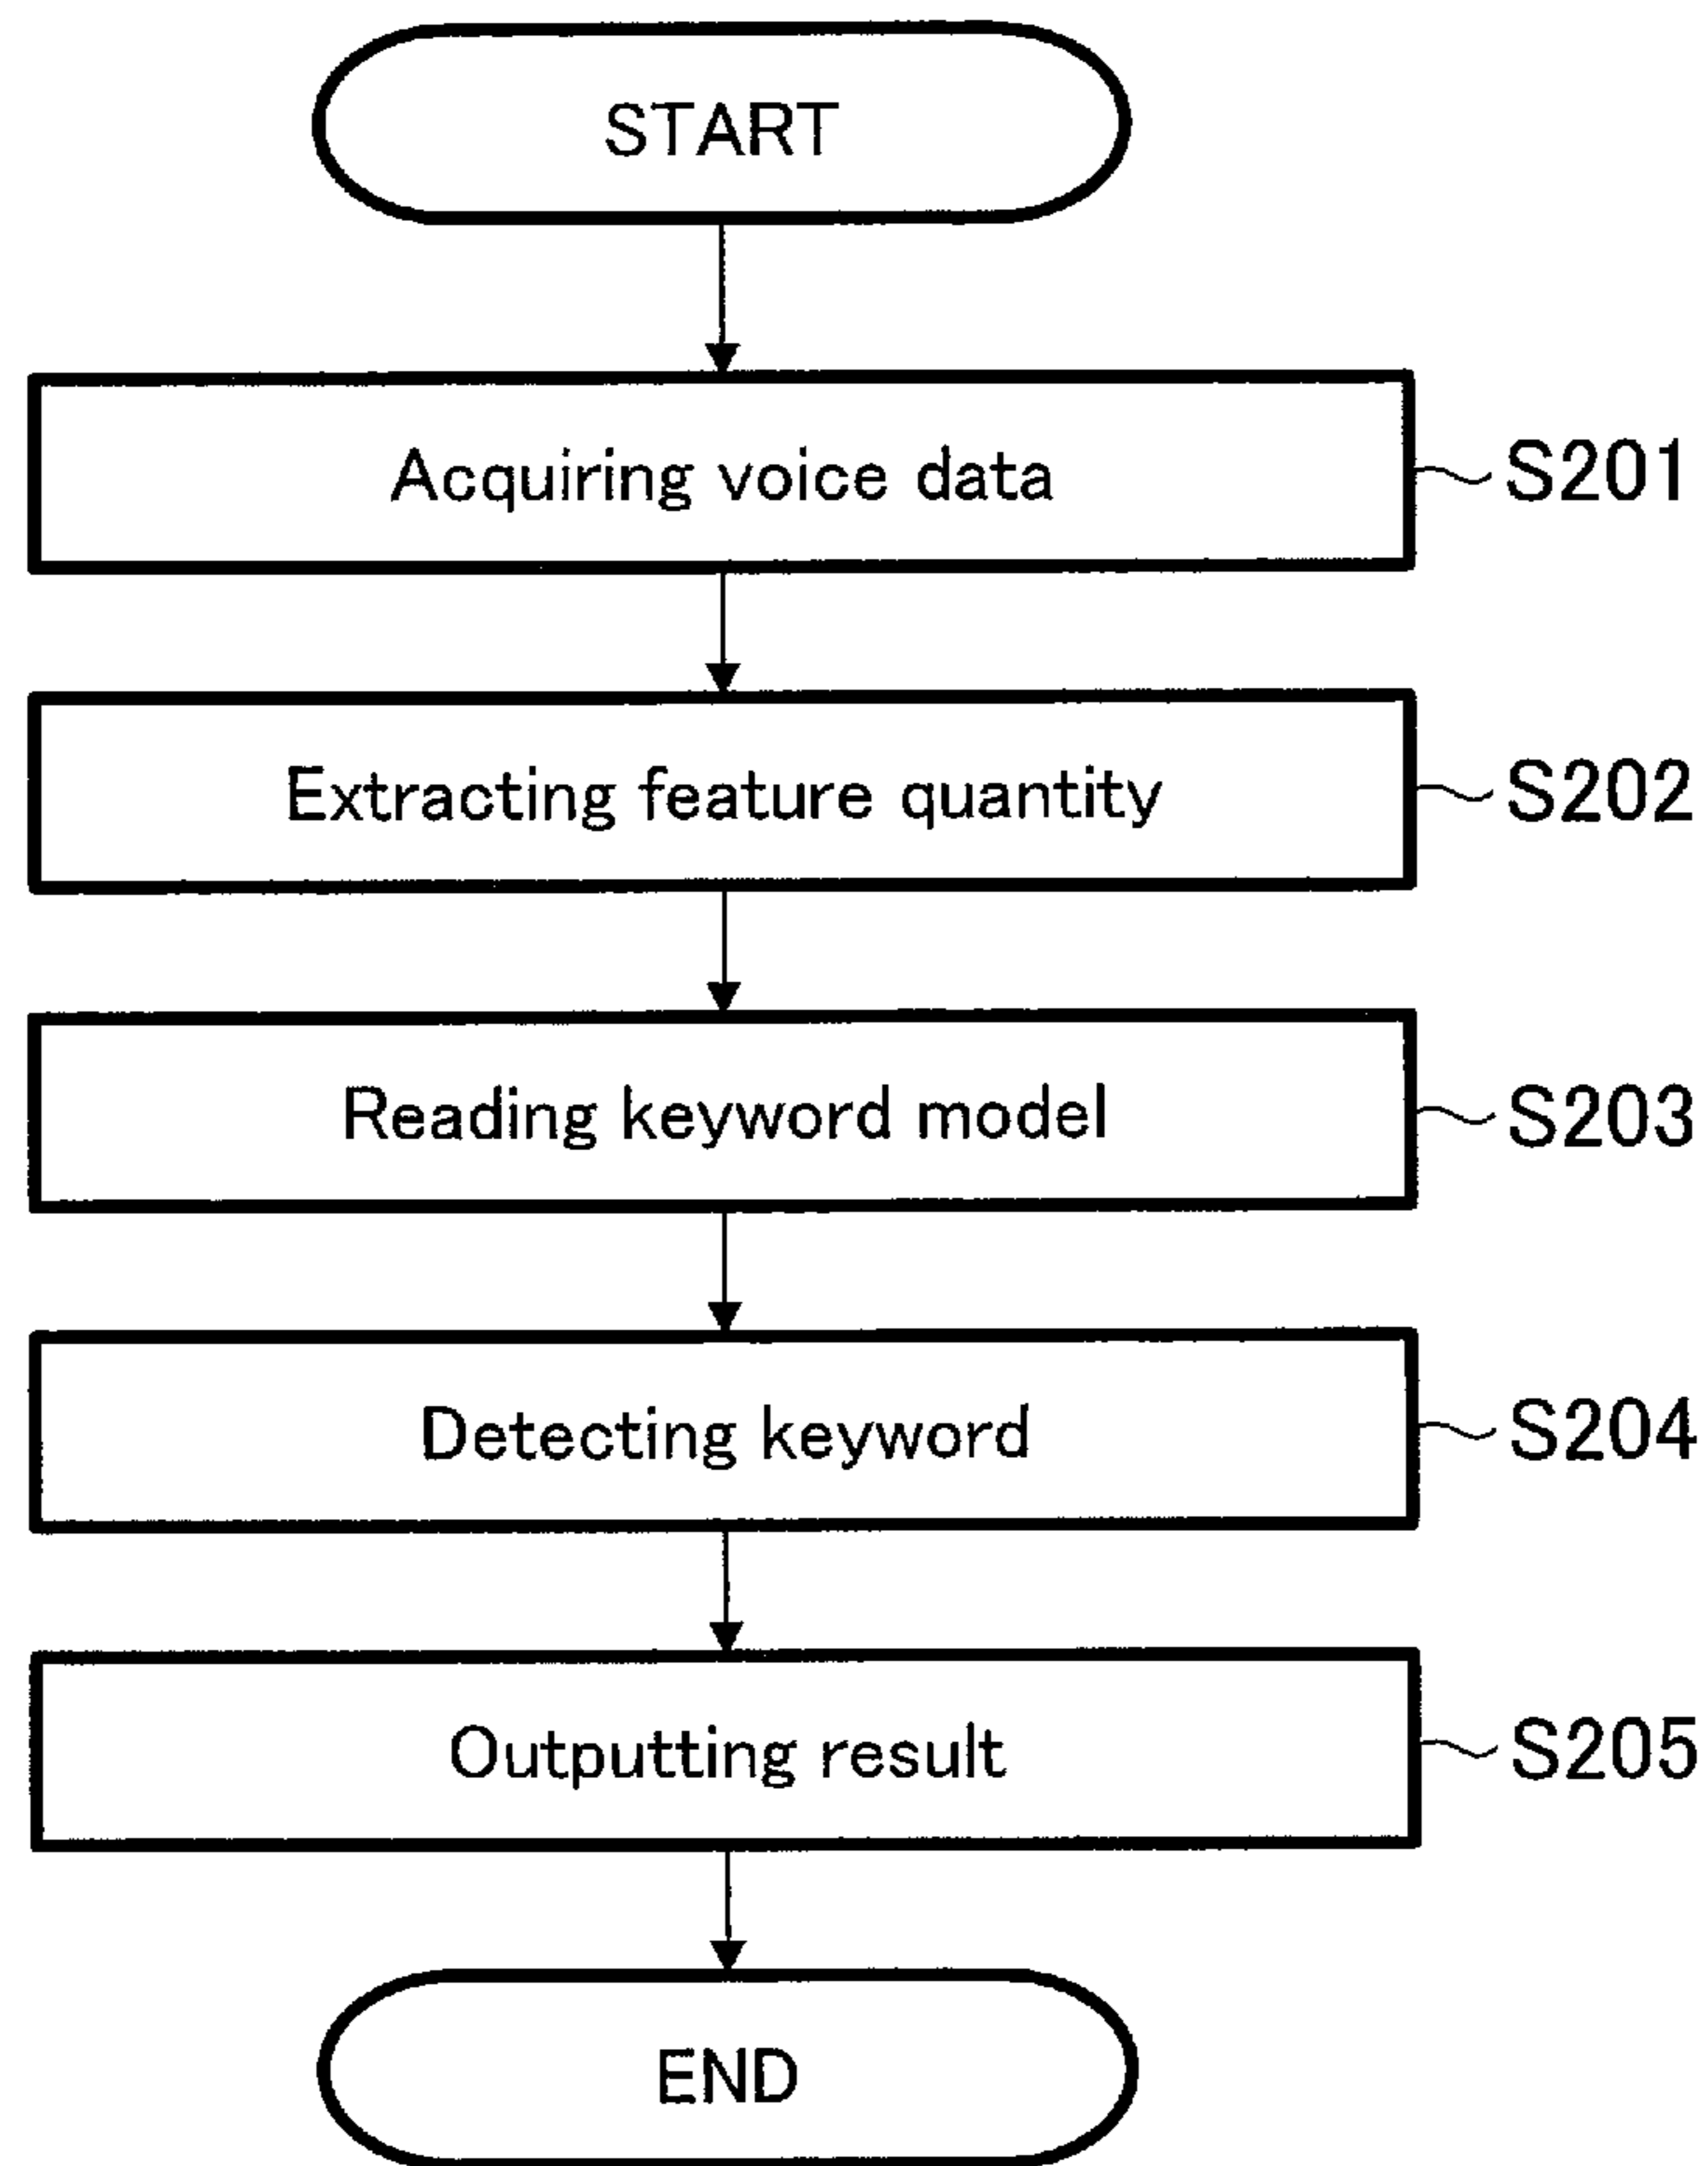 START
Acquiring voice data
S201
Extracting feature quantity
S202
Reading keyword model
S203
Detecting keyword
S204
Outputting result
S205
END